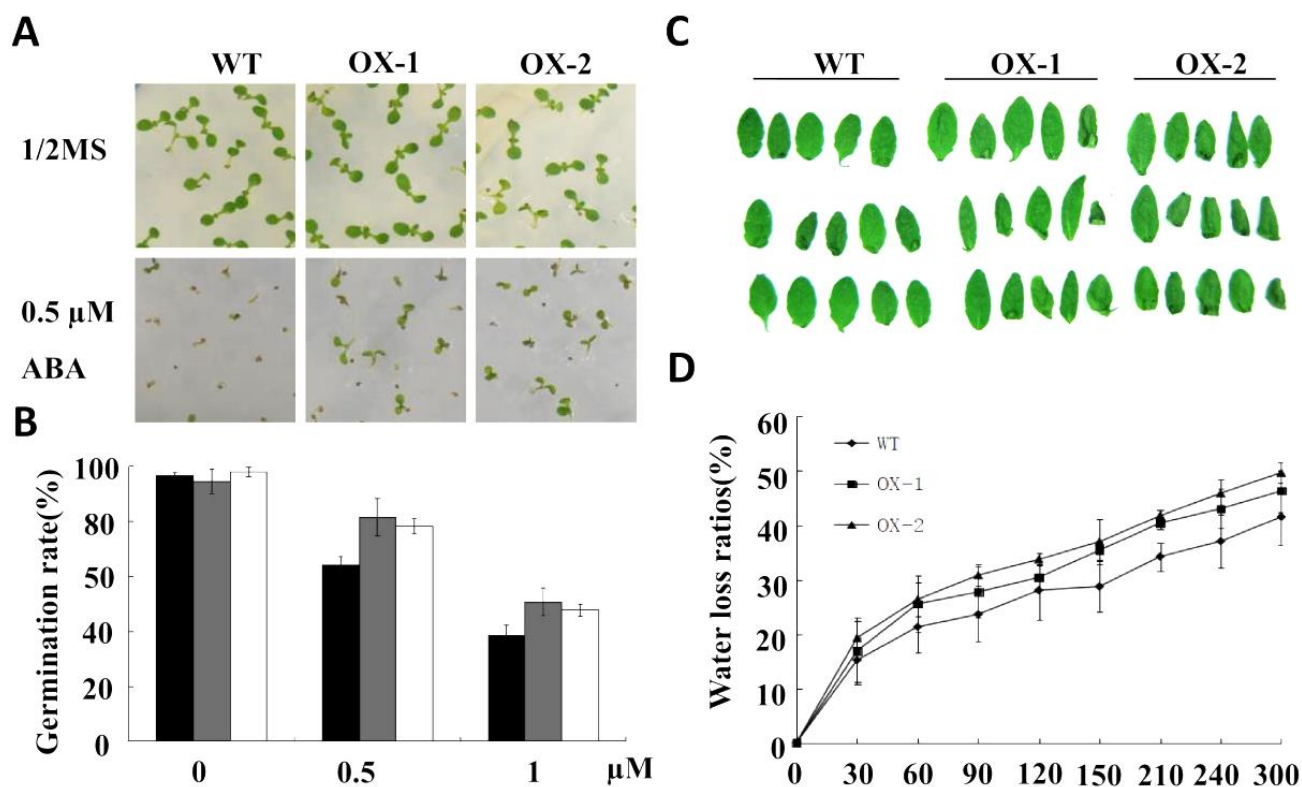 A
WT OX-1 OX-2
1/2MS
0.5 µM
ABA
B
Germination rate(%)
100
80
50
40
20
0
0 0.5 1 µM
C
WT OX-1 OX-2
D
Water loss ratios(%)
60
50
40
30
20
10
0
WT
OX-1
OX-2
0 30 60 90 120 150 210 240 300